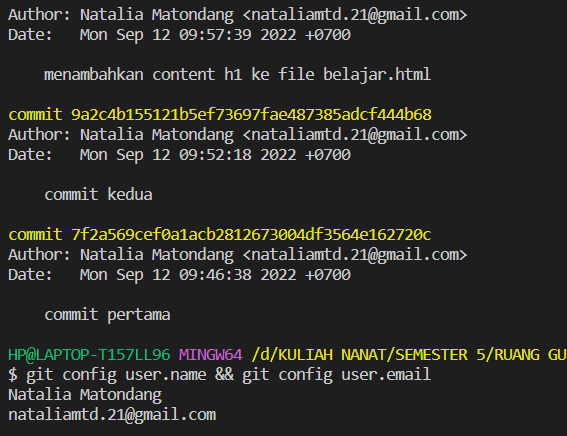 Author: Natalia Matondang <nataliamtd.21@gmail.com>
Date:   Mon Sep 12 09:57:39 2022 +0700
menambahkan content h1 ke file belajar.html
commit 9a2c4b155121b5ef73697fae487385adcf444b68
Author: Natalia Matondang <nataliamtd.21@gmail.com>
Date:   Mon Sep 12 09:52:18 2022 +0700
commit kedua
commit 7f2a569cef0a1acb2812673004df3564e162720c
Author: Natalia Matondang <nataliamtd.21@gmail.com>
Date:   Mon Sep 12 09:46:38 2022 +0700
commit pertama
HP@LAPTOP-T157LL96 MINGW64 /d/KULIAH NANAT/SEMESTER 5/RUANG GU
$ git config user.name && git config user.email
Natalia Matondang
nataliamtd.21@gmail.com